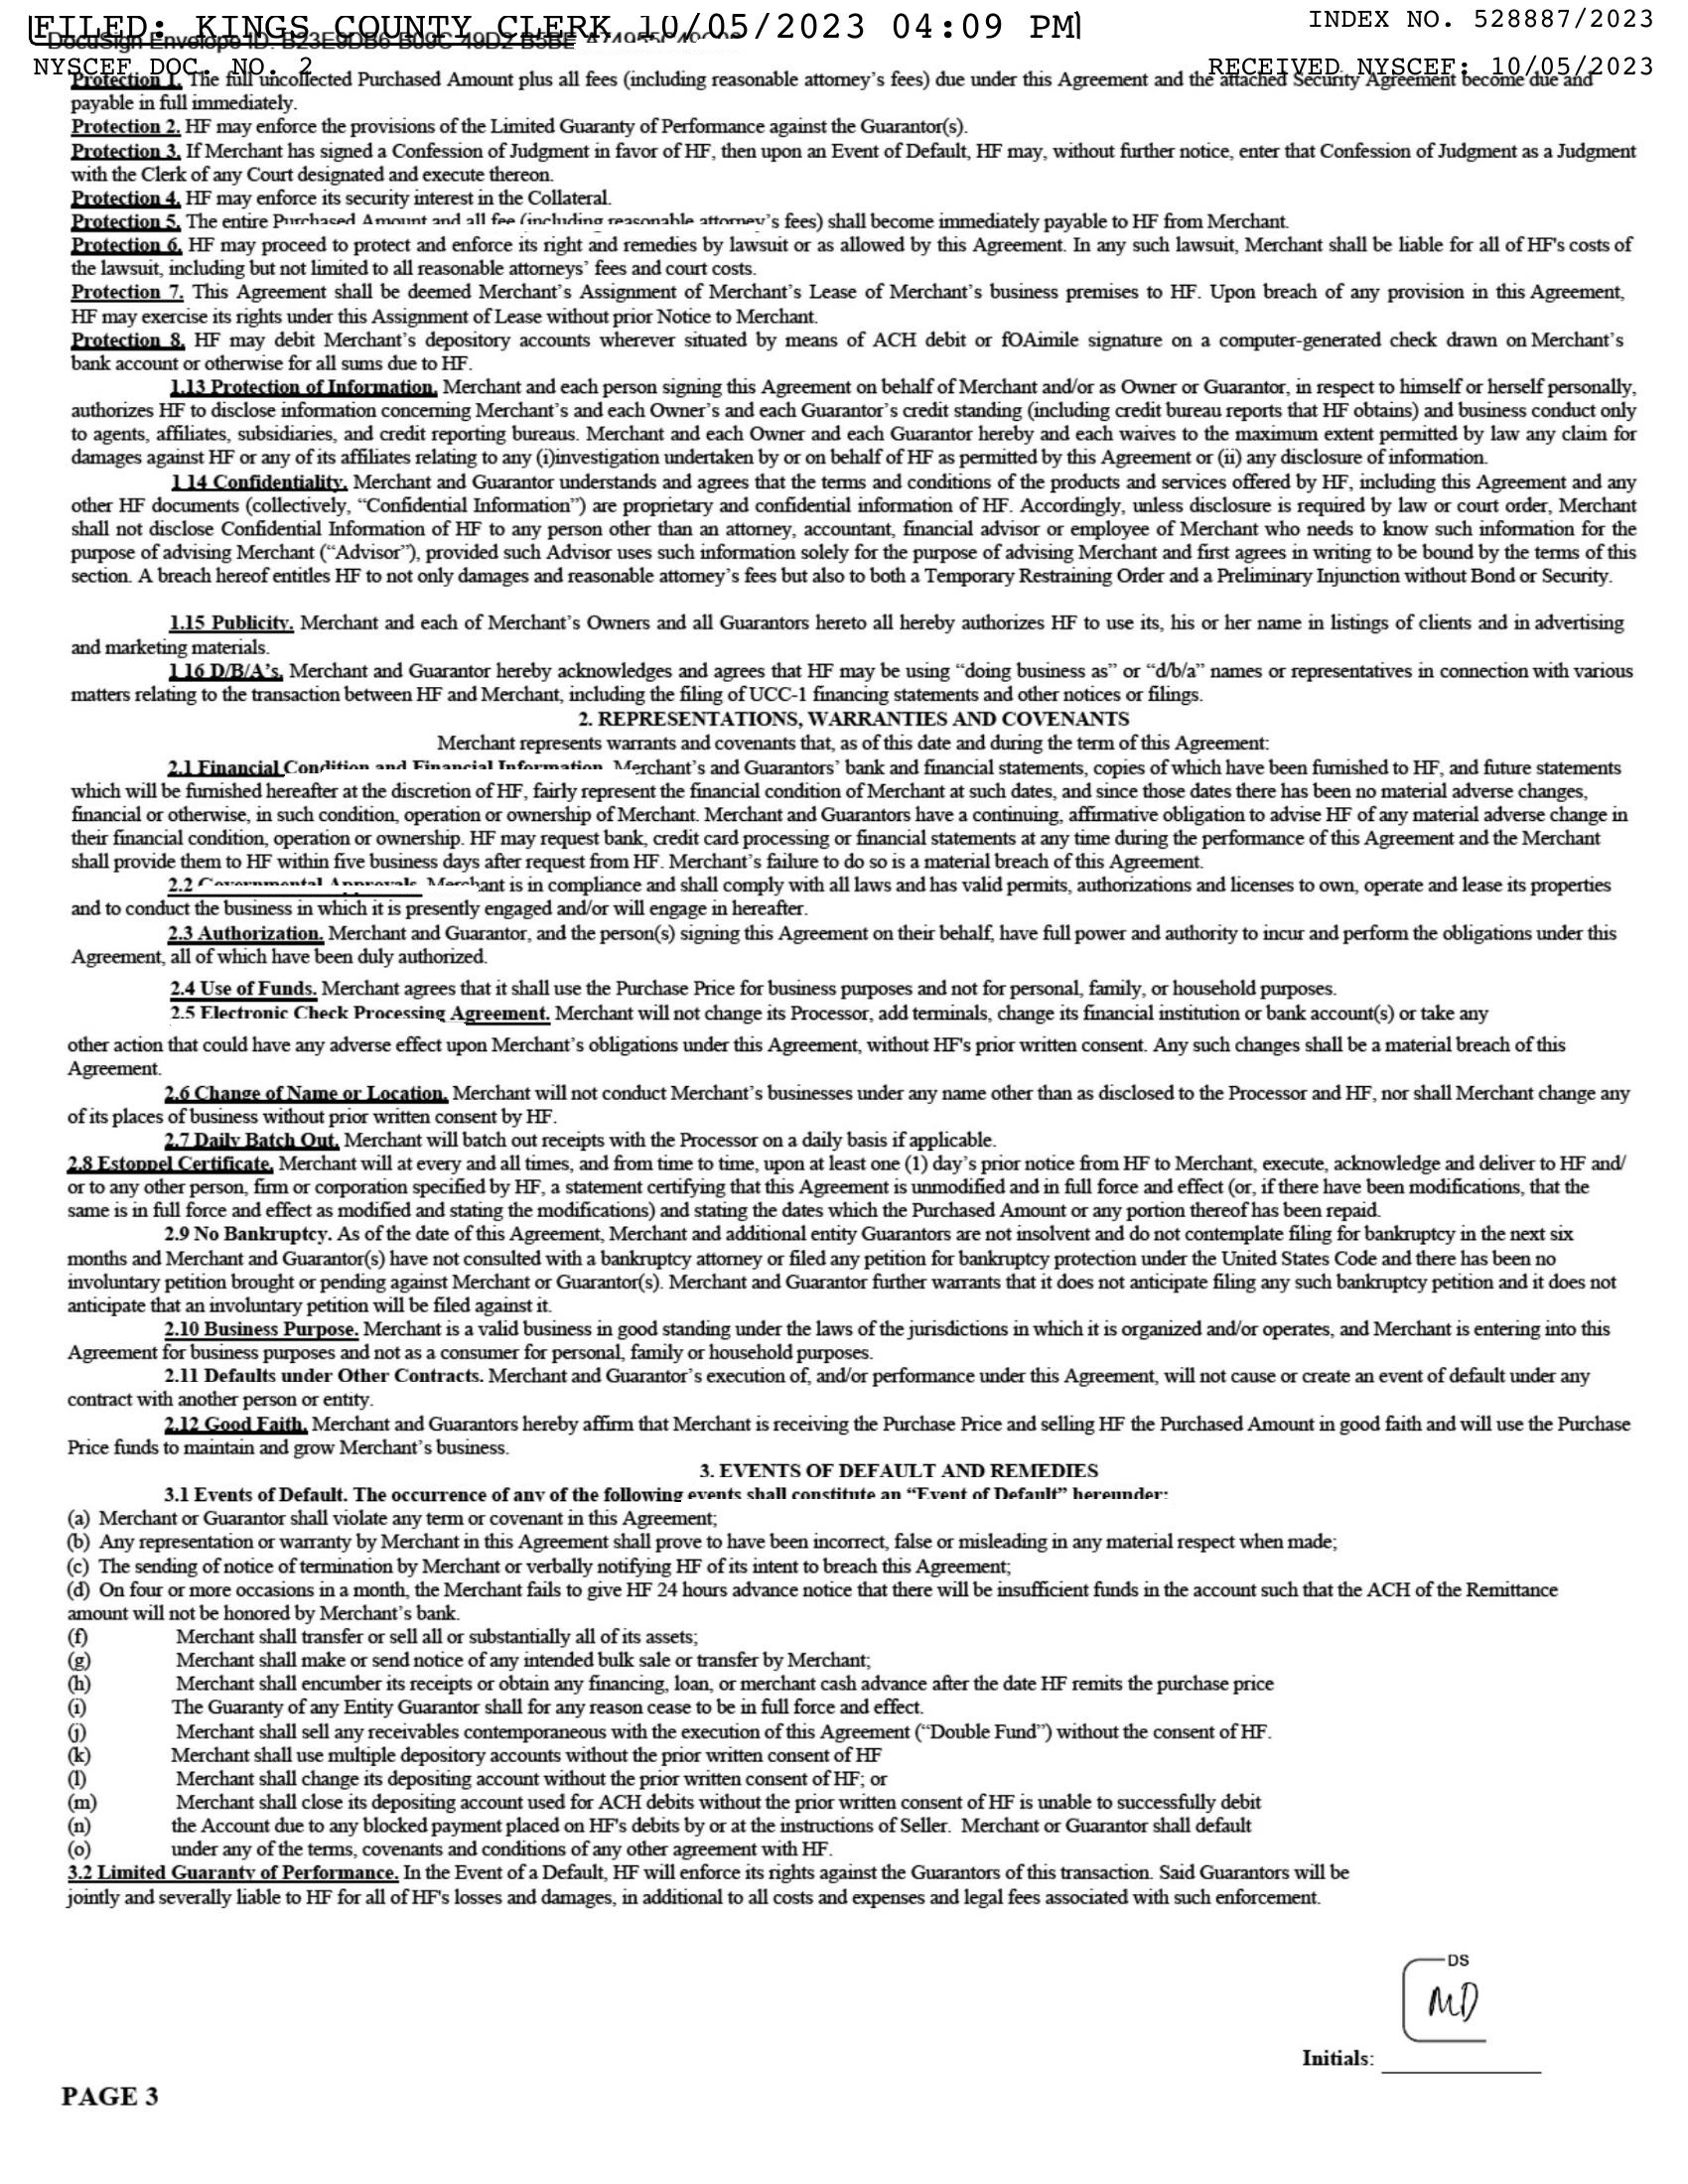 FILED: KINGS COUNTY CLERK 10/05/2023 04:09 PM
INDEX NO. 528887/2023
DocuSign Envelope ID:
NYSCEF DOC. NO. 2
RECEIVED NYSCEF: 10/05/2023
Protection 1. The full uncollected Purchased Amount plus all fees (including reasonable attorney’s fees) due under this Agreement and the attached Security Agreement become due and
payable in full immediately.
Protection 2. HF may enforce the provisions of the Limited Guaranty of Performance against the Guarantor(s).
Protection 3. If Merchant has signed a Confession of Judgment in favor of HF, then upon an Event of Default, HF may, without further notice, enter that Confession of Judgment as a Judgment
with the Clerk of any Court designated and execute thereon.
Protection 4. HF may enforce its security interest in the Collateral.
Protection 5. The entire Purchased Amount and all fee (including reasonable attorney’s fees) shall become immediately payable to HF from Merchant.
Protection 6. HF may proceed to protect and enforce its right and remedies by lawsuit or as allowed by this Agreement. In any such lawsuit, Merchant shall be liable for all of HF's costs of
the lawsuit, including but not limited to all reasonable attorneys’ fees and court costs.
Protection 7. This Agreement shall be deemed Merchant’s Assignment of Merchant’s Lease of Merchant’s business premises to HF. Upon breach of any provision in this Agreement,
HF may exercise its rights under this Assignment of Lease without prior Notice to Merchant.
Protection 8. HF may debit Merchant’s depository accounts wherever situated by means of ACH debit or fOAimile signature on a computer-generated check drawn on Merchant’s
bank account or otherwise for all sums due to HF.
1.13 Protection of Information. Merchant and each person signing this Agreement on behalf of Merchant and/or as Owner or Guarantor, in respect to himself or herself personally,
authorizes HF to disclose information concerning Merchant’s and each Owner’s and each Guarantor’s credit standing (including credit bureau reports that HF obtains) and business conduct only
to agents, affiliates, subsidiaries, and credit reporting bureaus. Merchant and each Owner and each Guarantor hereby and each waives to the maximum extent permitted by law any claim for
damages against HF or any of its affiliates relating to any (i)investigation undertaken by or on behalf of HF as permitted by this Agreement or (ii) any disclosure of information.
1.14 Confidentiality. Merchant and Guarantor understands and agrees that the terms and conditions of the products and services offered by HF, including this Agreement and any
other HF documents (collectively, “Confidential Information”) are proprietary and confidential information of HF. Accordingly, unless disclosure is required by law or court order, Merchant
shall not disclose Confidential Information of HF to any person other than an attorney, accountant, financial advisor or employee of Merchant who needs to know such information for the
purpose of advising Merchant (“Advisor”), provided such Advisor uses such information solely for the purpose of advising Merchant and first agrees in writing to be bound by the terms of this
section. A breach hereof entitles HF to not only damages and reasonable attorney’s fees but also to both a Temporary Restraining Order and a Preliminary Injunction without Bond or Security.
1.15 Publicity. Merchant and each of Merchant’s Owners and all Guarantors hereto all hereby authorizes HF to use its, his or her name in listings of clients and in advertising
and marketing materials.
1.16 D/B/A’s. Merchant and Guarantor hereby acknowledges and agrees that HF may be using “doing business as” or “d/b/a” names or representatives in connection with various
matters relating to the transaction between HF and Merchant, including the filing of UCC-1 financing statements and other notices or filings.
2. REPRESENTATIONS, WARRANTIES AND COVENANTS
Merchant represents warrants and covenants that, as of this date and during the term of this Agreement:
2.1 Financial Condition and Financial Information. Merchant’s and Guarantors’ bank and financial statements, copies of which have been furnished to HF, and future statements
which will be furnished hereafter at the discretion of HF, fairly represent the financial condition of Merchant at such dates, and since those dates there has been no material adverse changes,
financial or otherwise, in such condition, operation or ownership of Merchant. Merchant and Guarantors have a continuing, affirmative obligation to advise HF of any material adverse change in
their financial condition, operation or ownership. HF may request bank, credit card processing or financial statements at any time during the performance of this Agreement and the Merchant
shall provide them to HF within five business days after request from HF. Merchant’s failure to do so is a material breach of this Agreement.
2.2 Governmental Approvals. Merchant is in compliance and shall comply with all laws and has valid permits, authorizations and licenses to own, operate and lease its properties
and to conduct the business in which it is presently engaged and/or will engage in hereafter.
2.3 Authorization. Merchant and Guarantor, and the person(s) signing this Agreement on their behalf, have full power and authority to incur and perform the obligations under this
Agreement, all of which have been duly authorized.
2.4 Use of Funds. Merchant agrees that it shall use the Purchase Price for business purposes and not for personal, family, or household purposes.
2.5 Electronic Check Processing Agreement. Merchant will not change its Processor, add terminals, change its financial institution or bank account(s) or take any
other action that could have any adverse effect upon Merchant’s obligations under this Agreement, without HF's prior written consent. Any such changes shall be a material breach of this
Agreement.
2.6 Change of Name or Location. Merchant will not conduct Merchant’s businesses under any name other than as disclosed to the Processor and HF, nor shall Merchant change any
of its places of business without prior written consent by HF.
2.7 Daily Batch Out. Merchant will batch out receipts with the Processor on a daily basis if applicable.
2.8 Estoppel Certificate. Merchant will at every and all times, and from time to time, upon at least one (1) day’s prior notice from HF to Merchant, execute, acknowledge and deliver to HF and/
or to any other person, firm or corporation specified by HF, a statement certifying that this Agreement is unmodified and in full force and effect (or, if there have been modifications, that the
same is in full force and effect as modified and stating the modifications) and stating the dates which the Purchased Amount or any portion thereof has been repaid.
2.9 No Bankruptcy. As of the date of this Agreement, Merchant and additional entity Guarantors are not insolvent and do not contemplate filing for bankruptcy in the next six
months and Merchant and Guarantor(s) have not consulted with a bankruptcy attorney or filed any petition for bankruptcy protection under the United States Code and there has been no
involuntary petition brought or pending against Merchant or Guarantor(s). Merchant and Guarantor further warrants that it does not anticipate filing any such bankruptcy petition and it does not
anticipate that an involuntary petition will be filed against it.
2.10 Business Purpose. Merchant is a valid business in good standing under the laws of the jurisdictions in which it is organized and/or operates, and Merchant is entering into this
Agreement for business purposes and not as a consumer for personal, family or household purposes.
2.11 Defaults under Other Contracts. Merchant and Guarantor’s execution of, and/or performance under this Agreement, will not cause or create an event of default under any
contract with another person or entity.
2.12 Good Faith. Merchant and Guarantors hereby affirm that Merchant is receiving the Purchase Price and selling HF the Purchased Amount in good faith and will use the Purchase
Price funds to maintain and grow Merchant’s business.
3. EVENTS OF DEFAULT AND REMEDIES
3.1 Events of Default. The occurrence of any of the following events shall constitute an “Event of Default” hereunder:
(a) Merchant or Guarantor shall violate any term or covenant in this Agreement;
(b) Any representation or warranty by Merchant in this Agreement shall prove to have been incorrect, false or misleading in any material respect when made;
(c) The sending of notice of termination by Merchant or verbally notifying HF of its intent to breach this Agreement;
(d) On four or more occasions in a month, the Merchant fails to give HF 24 hours advance notice that there will be insufficient funds in the account such that the ACH of the Remittance
amount will not be honored by Merchant’s bank.
(f) Merchant shall transfer or sell all or substantially all of its assets;
(g) Merchant shall make or send notice of any intended bulk sale or transfer by Merchant;
(h) Merchant shall encumber its receipts or obtain any financing, loan, or merchant cash advance after the date HF remits the purchase price
(i) The Guaranty of any Entity Guarantor shall for any reason cease to be in full force and effect.
(j) Merchant shall sell any receivables contemporaneous with the execution of this Agreement (“Double Fund”) without the consent of HF.
(k) Merchant shall use multiple depository accounts without the prior written consent of HF
(l) Merchant shall change its depositing account without the prior written consent of HF; or
(m) Merchant shall close its depositing account used for ACH debits without the prior written consent of HF is unable to successfully debit
(n) the Account due to any blocked payment placed on HF's debits by or at the instructions of Seller. Merchant or Guarantor shall default
(o) under any of the terms, covenants and conditions of any other agreement with HF.
3.2 Limited Guaranty of Performance. In the Event of a Default, HF will enforce its rights against the Guarantors of this transaction. Said Guarantors will be
jointly and severally liable to HF for all of HF's losses and damages, in additional to all costs and expenses and legal fees associated with such enforcement.
DS
MD
Initials:
PAGE 3